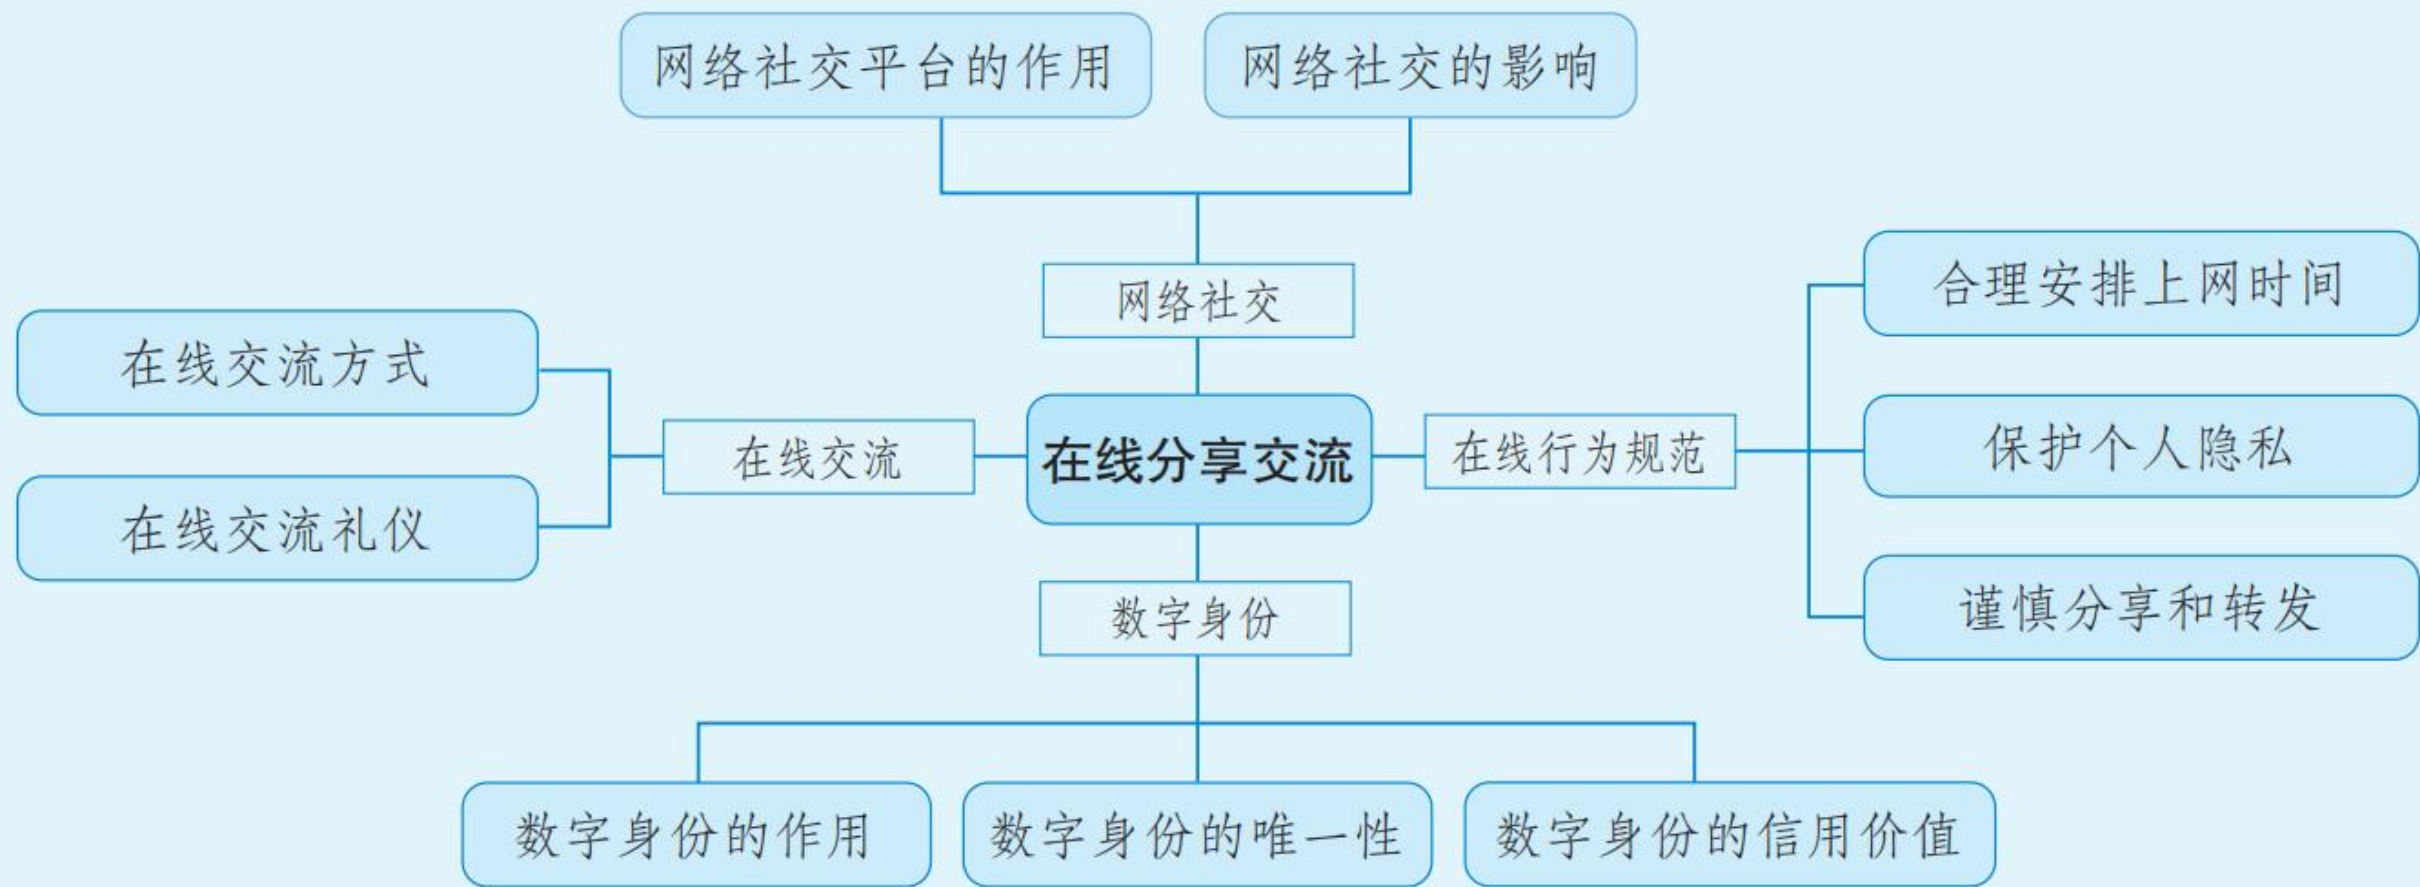 网络社交平台的作用
网络社交的影响
网络社交
合理安排上网时间
在线交流方式
保护个人隐私
在线交流
在线分享交流
在线行为规范
在线交流礼仪
谨慎分享和转发
数字身份
数字身份的作用
数字身份的唯一性
数字身份的信用价值